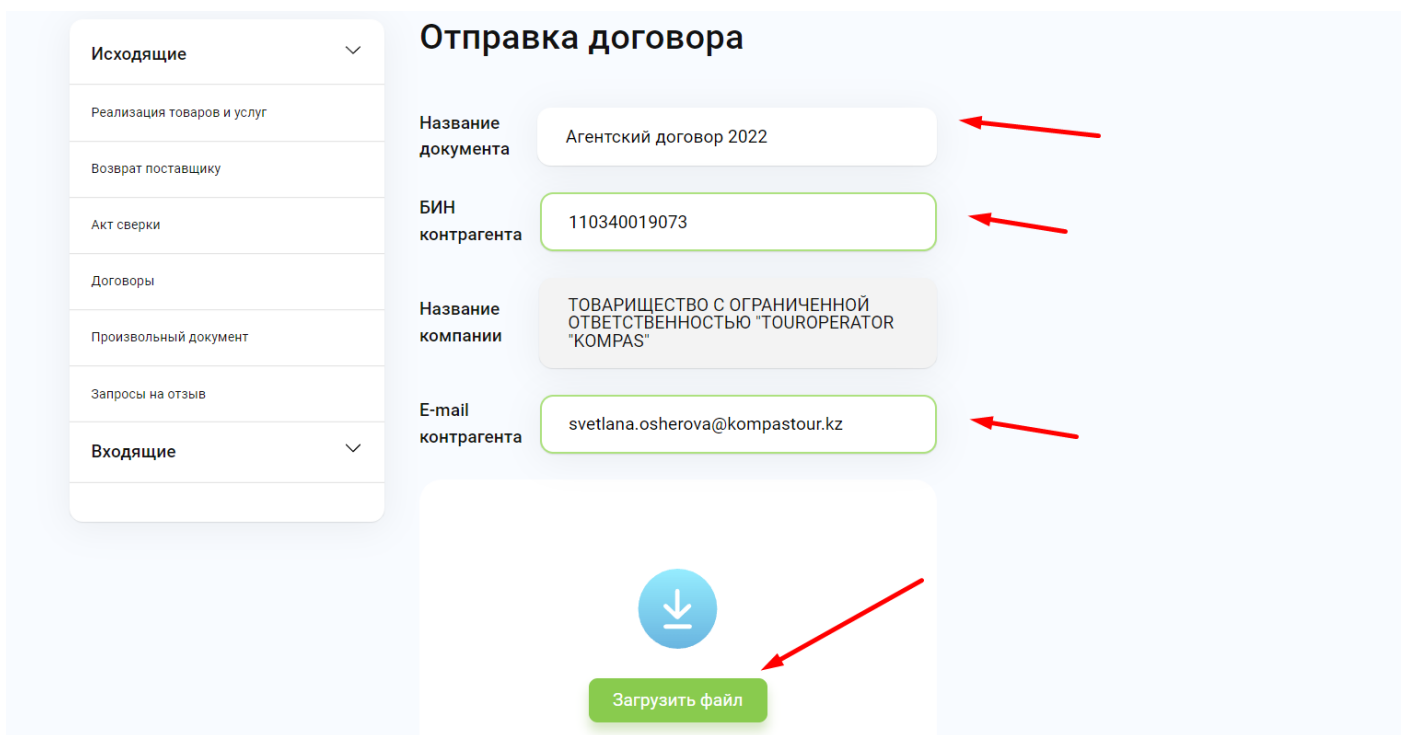 Исходящие
Реализация товаров и услуг
Возврат поставщику
Акт сверки
Договоры
Произвольный документ
Запросы на отзыв
Входящие
Отправка договора
Название
документа
Агентский договор 2022
БИН
контрагента
110340019073
Название
компании
ТОВАРИЩЕСТВО С ОГРАНИЧЕННОЙ
ОТВЕТСТВЕННОСТЬЮ "TOUROPERATOR
"KOMPAS"
E-mail
контрагента
svetlana.osherova@kompastour.kz
Загрузить файл